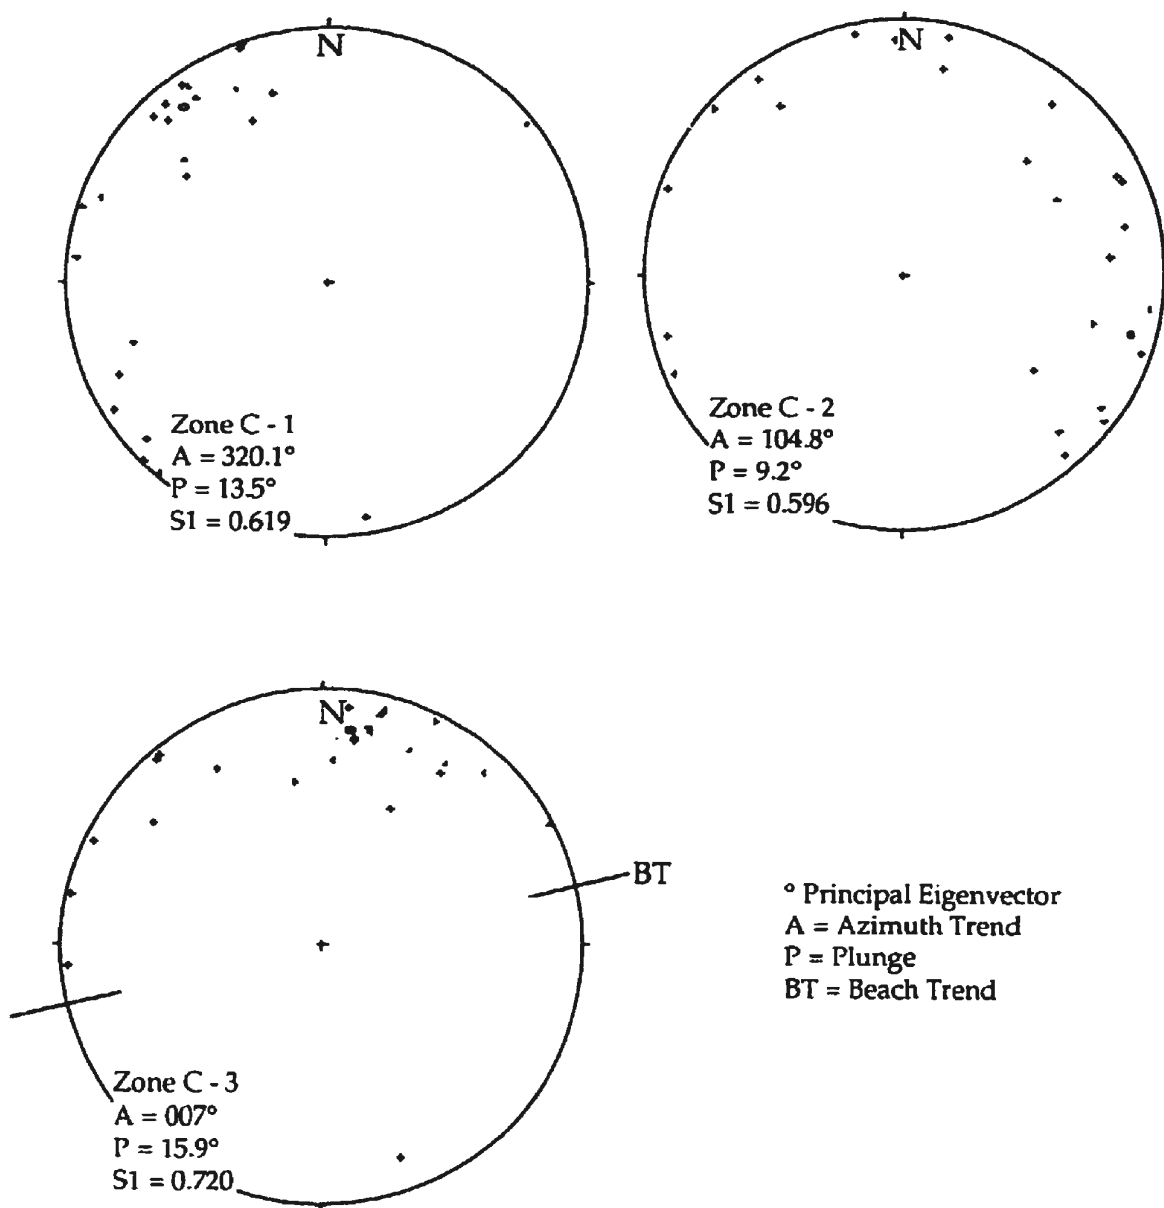 N
N
Zone C - 1
A = 320.1°
P = 13.5°
S1 = 0.619
Zone C - 2
A = 104.8°
P = 9.2°
S1 = 0.596
N
BT
Zone C - 3
A = 007°
P = 15.9°
S1 = 0.720
° Principal Eigenvector
A = Azimuth Trend
P = Plunge
BT = Beach Trend